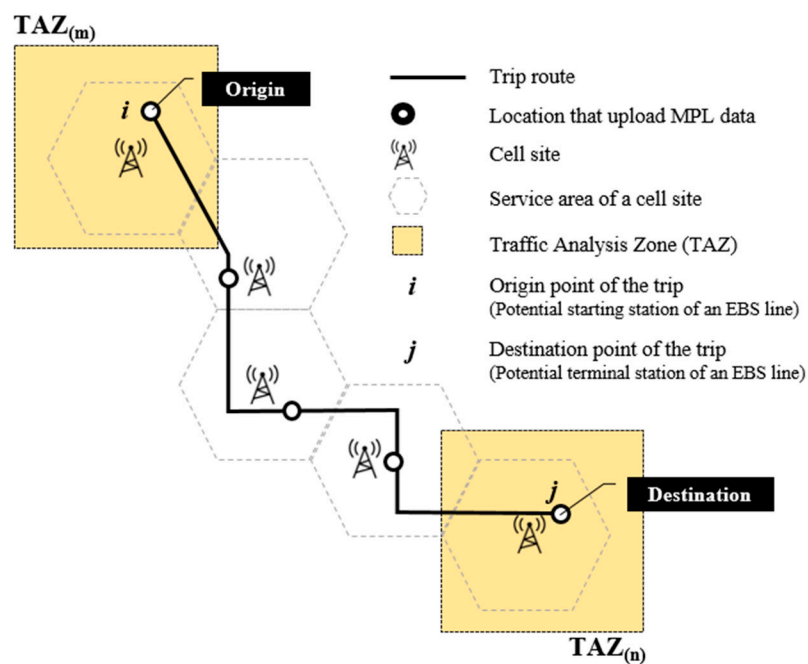 TAZ(m)
i
Origin
Trip route
Location that upload MPL data
Cell site
Service area of a cell site
Traffic Analysis Zone (TAZ)
i
Origin point of the trip
(Potential starting station of an EBS line)
j
Destination point of the trip
(Potential terminal station of an EBS line)
j
Destination
TAZ(n)